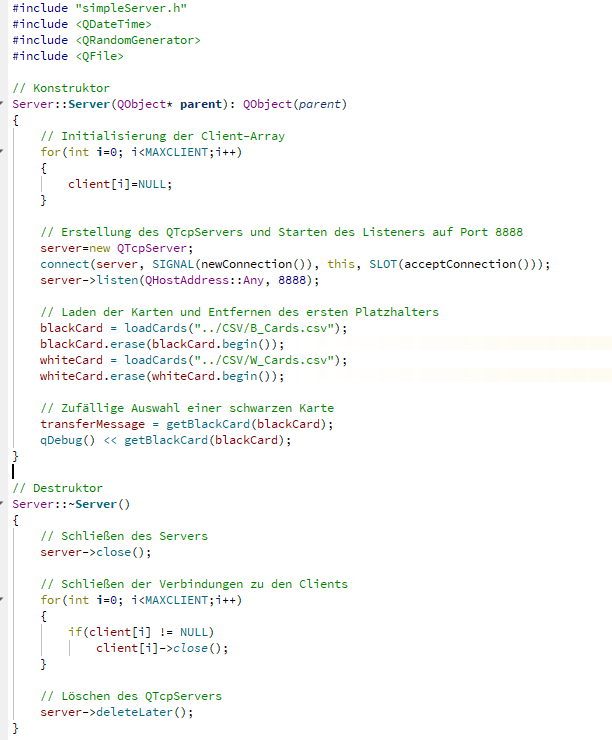 #include "simpleServer.h"
#include <QDateTime>
#include <QRandomGenerator>
#include <QFile>
// Konstruktor
Server::Server(QObject* parent): QObject(parent)
{
// Initialisierung der Client-Array
for(int i=0; i<MAXCLIENT;i++)
{
client[i]=NULL;
}
// Erstellung des QTcpServers und Starten des Listeners auf Port 8888
server=new QTcpServer;
connect(server, SIGNAL(newConnection()), this, SLOT(acceptConnection()));
server->listen(QHostAddress::Any, 8888);
// Laden der Karten und Entfernen des ersten Platzhalters
blackCard = loadCards("../CSV/B_Cards.csv");
blackCard.erase(blackCard.begin());
whiteCard = loadCards("../CSV/W_Cards.csv");
whiteCard.erase(whiteCard.begin());
// Zufällige Auswahl einer schwarzen Karte
transferMessage = getBlackCard(blackCard);
qDebug() << getBlackCard(blackCard);
}
// Destruktor
Server::~Server()
{
// Schließen des Servers
server->close();
// Schließen der Verbindungen zu den Clients
for(int i=0; i<MAXCLIENT;i++)
{
if(client[i] != NULL)
client[i]->close();
}
// Löschen des QTcpServers
server->deleteLater();
}